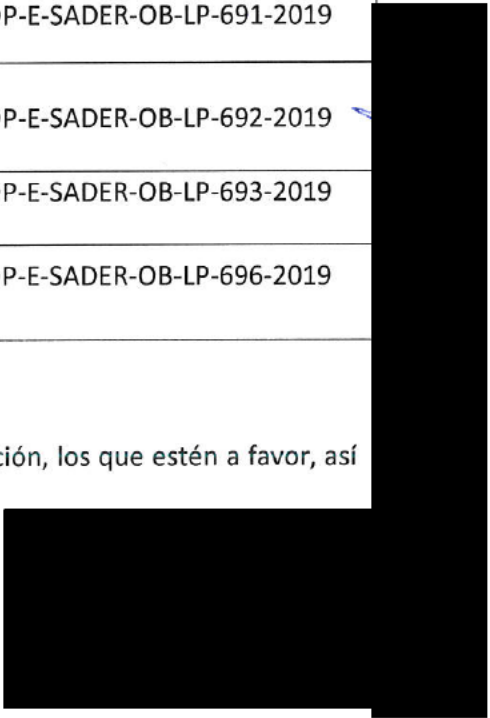 P-E-SADER-OB-LP-691-2019
P-E-SADER-OB-LP-692-2019
P-E-SADER-OB-LP-693-2019
P-E-SADER-OB-LP-696-2019
ción, los que estén a favor, así